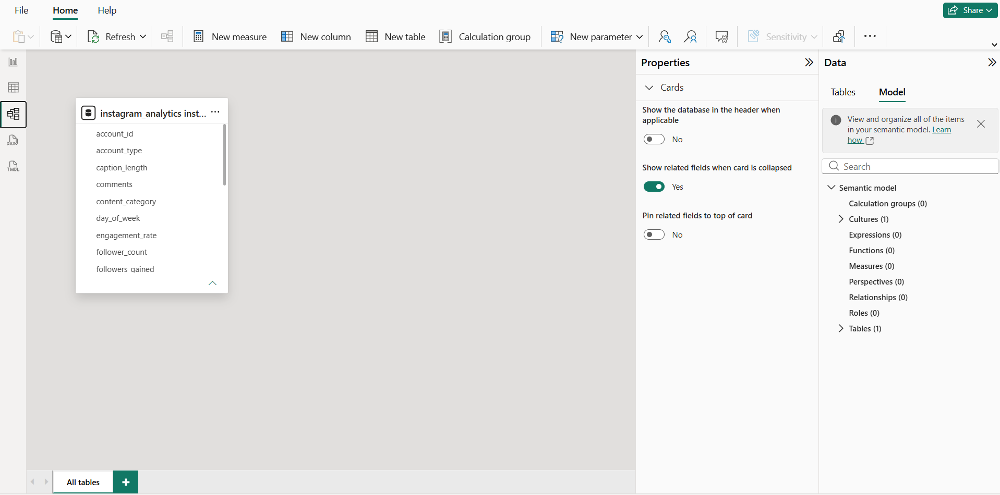 File Home Help
Share
Refresh New measure New column New table Calculation group New parameter Sensitivity
Properties
Data
Cards
Tables Model
Show the database in the header when
applicable
No
Show related fields when card is collapsed
Yes
Pin related fields to top of card
No
View and organize all of the items
in your semantic model. Learn
how
Search
Semantic model
Calculation groups (0)
Cultures (1)
Expressions (0)
Functions (0)
Measures (0)
Perspectives (0)
Relationships (0)
Roles (0)
Tables (1)
DAX
TMDL
instagram_analytics inst...
account_id
account_type
caption_length
comments
content_category
day_of_week
engagement_rate
follower_count
followers_gained
All tables